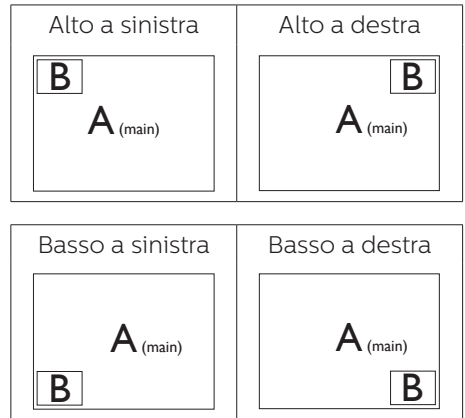 Alto a sinistra
Alto a destra
B
A (main)
B
A (main)
Basso a sinistra
Basso a destra
A (main)
B
A (main)
B